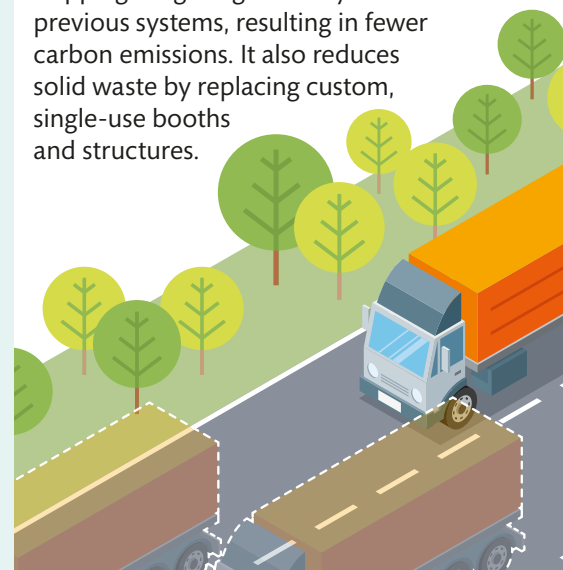 previous systems, resulting in fewer
carbon emissions. It also reduces
solid waste by replacing custom,
single-use booths
and structures.